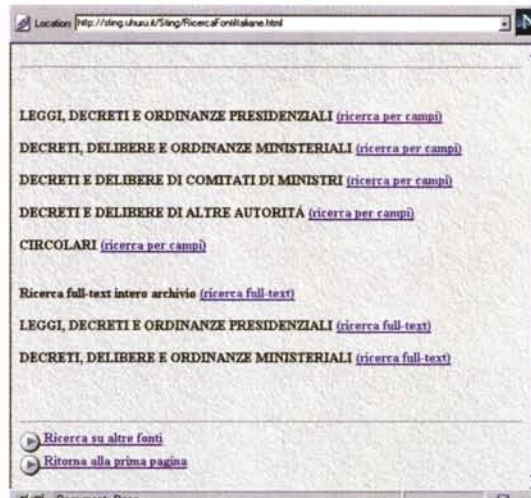 Location: http://sting.uhuru.it/Sting/RicercaFontiItaliane.html
LEGGI, DECRETI E ORDINANZE PRESIDENZIALI (ricerca per campi)
DECRETI, DELIBERE E ORDINANZE MINISTERIALI (ricerca per campi)
DECRETI E DELIBERE DI COMITATI DI MINISTRI (ricerca per campi)
DECRETI E DELIBERE DI ALTRE AUTORITÁ (ricerca per campi)
CIRCOLARI (ricerca per campi)
Ricerca full-text intero archivio (ricerca full-text)
LEGGI, DECRETI E ORDINANZE PRESIDENZIALI (ricerca full-text)
DECRETI, DELIBERE E ORDINANZE MINISTERIALI (ricerca full-text)
Ricerca su altre fonti
Ritorna alla prima pagina